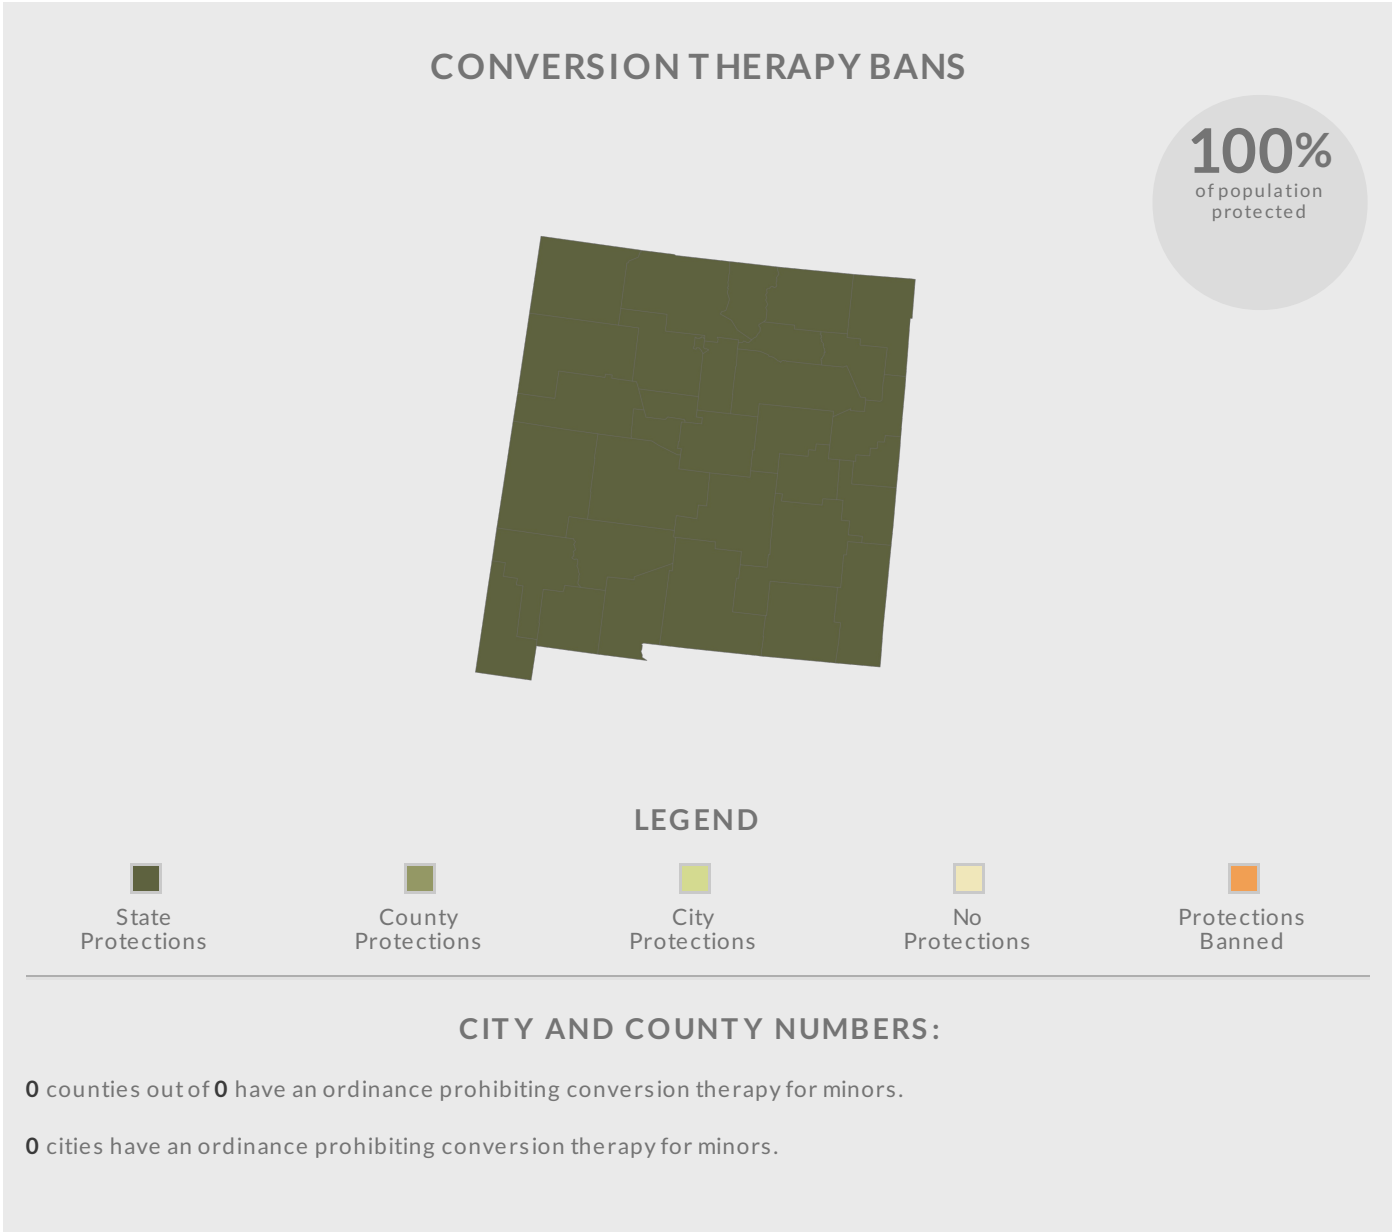 CONVERSION THERAPY BANS
100%
of population
protected
LEGEND
State
Protections
County
Protections
City
Protections
No
Protections
Protections
Banned
CITY AND COUNTY NUMBERS:
0 counties out of 0 have an ordinance prohibiting conversion therapy for minors.
0 cities have an ordinance prohibiting conversion therapy for minors.